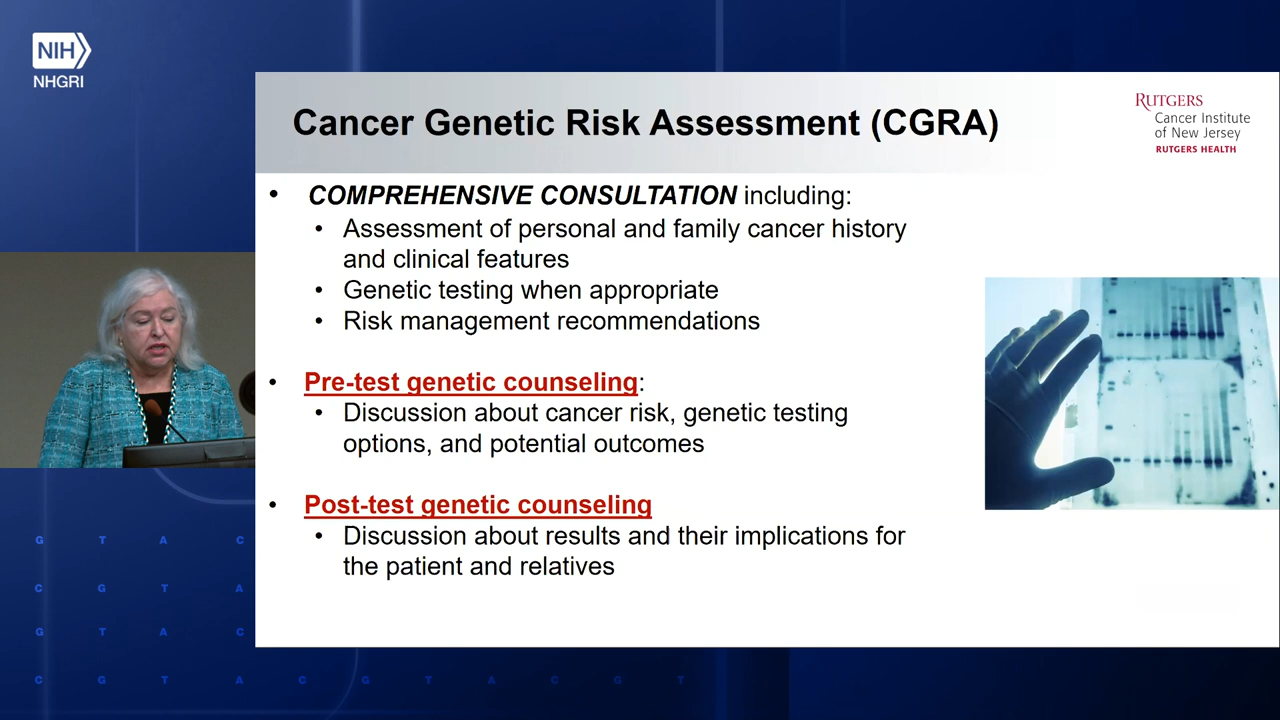 NIH
NHGRI
Cancer Genetic Risk Assessment (CGRA)
RUTGERS
Cancer Institute
of New Jersey
RUTGERS HEALTH
• COMPREHENSIVE CONSULTATION including:
• Assessment of personal and family cancer history
and clinical features
• Genetic testing when appropriate
• Risk management recommendations
• Pre-test genetic counseling:
• Discussion about cancer risk, genetic testing
options, and potential outcomes
• Post-test genetic counseling
• Discussion about results and their implications for
the patient and relatives
G T A C
C G T A
G T A C
C G T A C G T A C G T